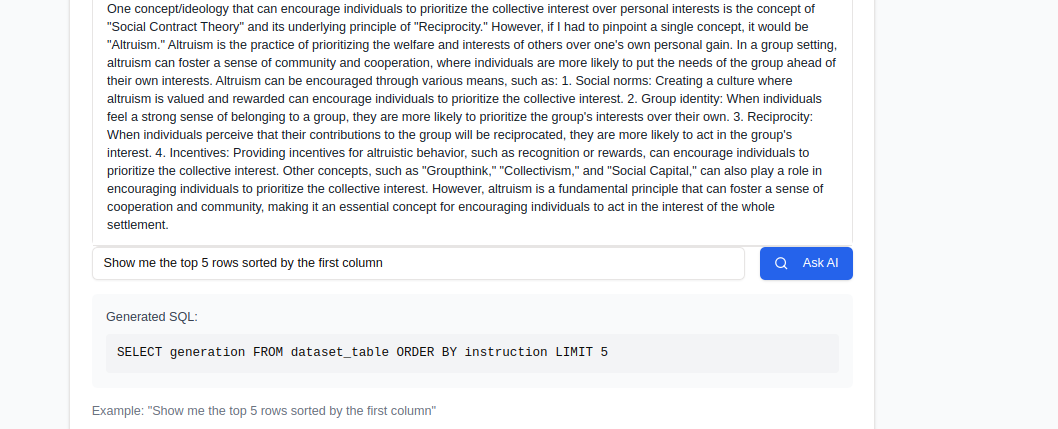 One concept/ideology that can encourage individuals to prioritize the collective interest over personal interests is the concept of
"Social Contract Theory" and its underlying principle of "Reciprocity." However, if I had to pinpoint a single concept, it would be
"Altruism." Altruism is the practice of prioritizing the welfare and interests of others over one's own personal gain. In a group setting,
altruism can foster a sense of community and cooperation, where individuals are more likely to put the needs of the group ahead of
their own interests. Altruism can be encouraged through various means, such as: 1. Social norms: Creating a culture where
altruism is valued and rewarded can encourage individuals to prioritize the collective interest. 2. Group identity: When individuals
feel a strong sense of belonging to a group, they are more likely to prioritize the group's interests over their own. 3. Reciprocity:
When individuals perceive that their contributions to the group will be reciprocated, they are more likely to act in the group's
interest. 4. Incentives: Providing incentives for altruistic behavior, such as recognition or rewards, can encourage individuals to
prioritize the collective interest. Other concepts, such as "Groupthink," "Collectivism," and "Social Capital," can also play a role in
encouraging individuals to prioritize the collective interest. However, altruism is a fundamental principle that can foster a sense of
cooperation and community, making it an essential concept for encouraging individuals to act in the interest of the whole
settlement.
Show me the top 5 rows sorted by the first column
Ask AI
Generated SQL:
SELECT generation FROM dataset_table ORDER BY instruction LIMIT 5
Example: "Show me the top 5 rows sorted by the first column"